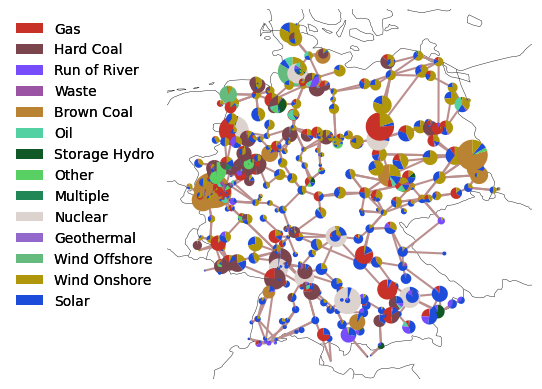 Gas
Hard Coal
Run of River
Waste
Brown Coal
Oil
Storage Hydro
Other
Multiple
Nuclear
Geothermal
Wind Offshore
Wind Onshore
Solar